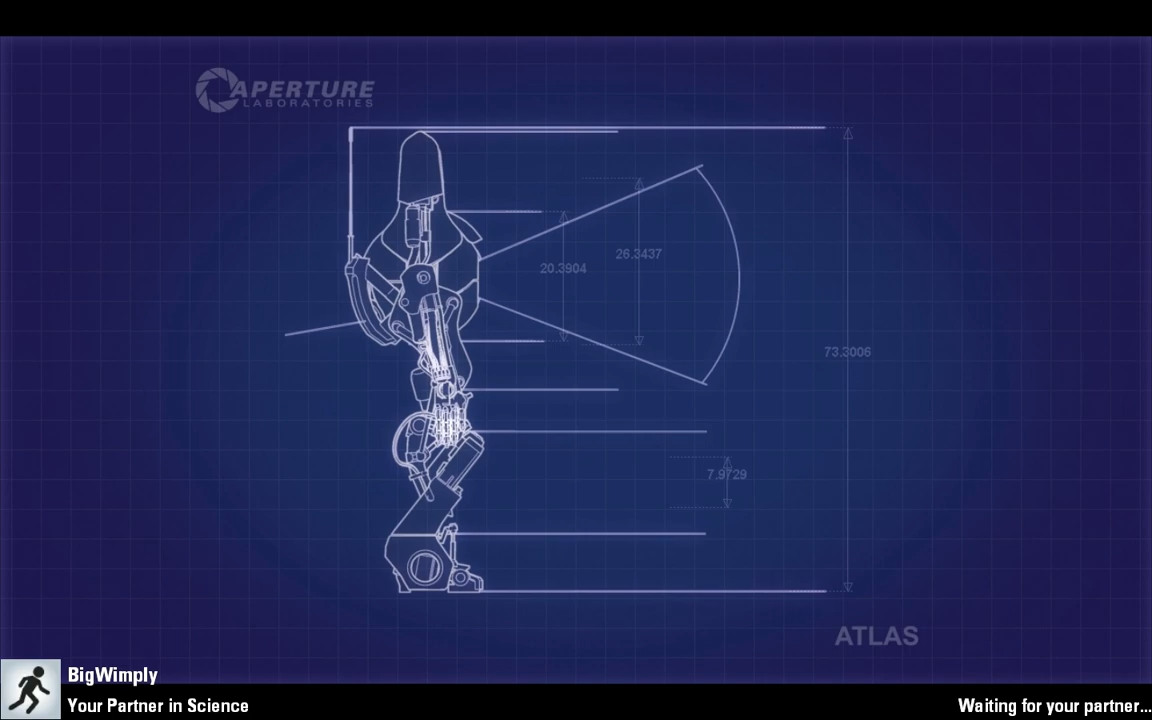 APERTURE
LABORATORIES
26.3437
20.3904
73.3006
7.9729
ATLAS
BigWimply
Your Partner in Science
Waiting for your partner...